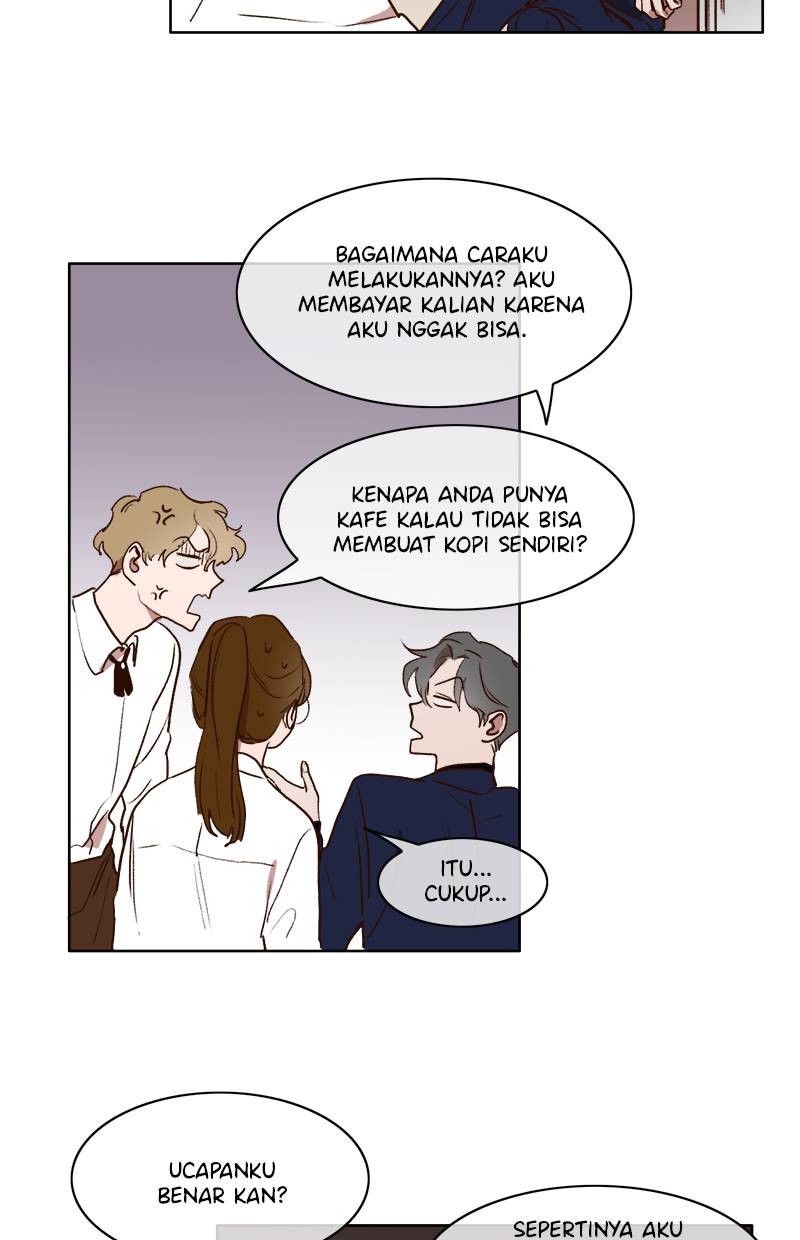 BAGAIMANA CARAKU
MELAKUKANNYA? AKU
MEMBAYAR KALIAN KARENA
AKU NGGAK BISA.
KENAPA ANDA PUNYA
KAFE KALAU TIDAK BISA
MEMBUAT KOPI SENDIRI?
ITU...
CUKUP...
UCAPANKU
BENAR KAN?
SEPERTINYA AKU